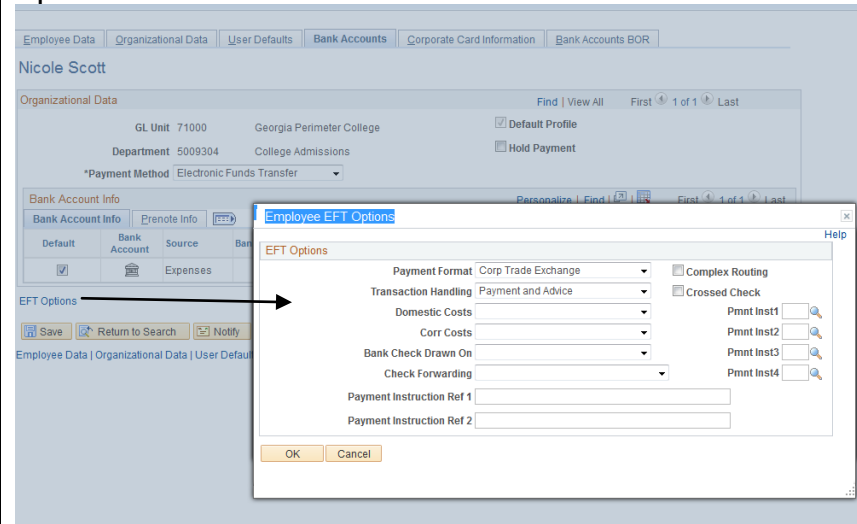 Employee Data Organizational Data User Defaults Bank Accounts Corporate Card Information Bank Accounts BOR
Nicole Scott
Organizational Data Find | View All First 1 of 1 Last
GL Unit 71000 Georgia Perimeter College Default Profile
Department 5009304 College Admissions Hold Payment
*Payment Method Electronic Funds Transfer
Bank Account Info Personalize | Find | First 1 of 1 Last
Bank Account Info Prenote Info
Default Bank Account Source
Expenses
EFT Options
Save Return to Search Notify
Employee Data | Organizational Data | User
Employee EFT Options
Help
EFT Options
Payment Format Corp Trade Exchange Complex Routing
Transaction Handling Payment and Advice Crossed Check
Domestic Costs Pmnt Inst1
Corr Costs Pmnt Inst2
Bank Check Drawn On Pmnt Inst3
Check Forwarding Pmnt Inst4
Payment Instruction Ref 1
Payment Instruction Ref 2
OK Cancel